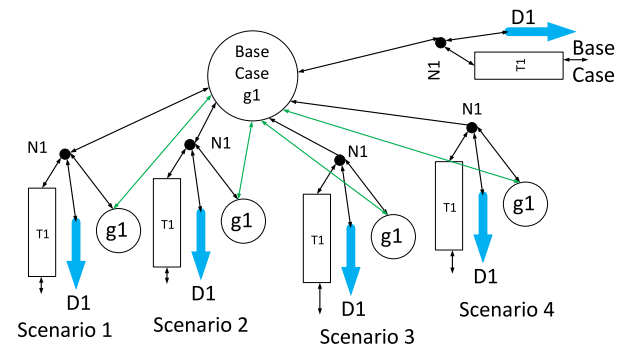 D1
Base
Case
g1
N1
T1
Base
Case
N1
T1
D1
g1
Scenario 1
N1
T1
D1
g1
Scenario 2
N1
T1
D1
g1
Scenario 3
N1
T1
D1
g1
Scenario 4